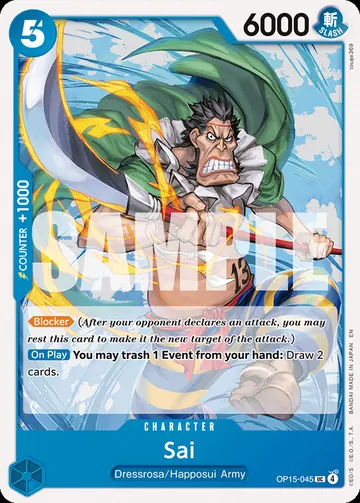 5
6000
斬
SLASH
COUNTER +1000
SAMPLE
13
Blocker (After your opponent declares an attack, you may
rest this card to make it the new target of the attack.)
On Play You may trash 1 Event from your hand: Draw 2
cards.
CHARACTER
Sai
Dressrosa/Happosui Army
OP15-045 UC 4
©E.O./S. ©E.O./S., T.A. BANDAI MADE IN JAPAN EN